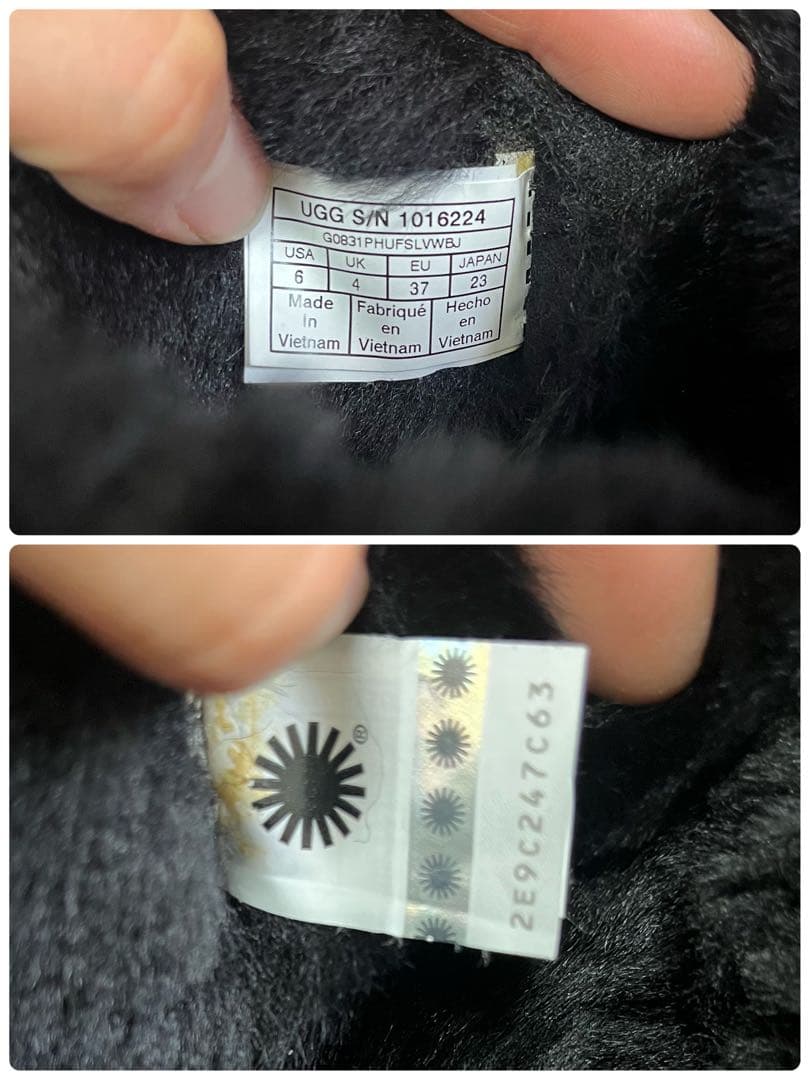 UGG S/N 1016224
G0831PHUFSLVWBJ
USA UK EU JAPAN
6 4 37 23
Made Fabriqué Hecho
in en en
Vietnam Vietnam Vietnam
®
2E9C247C63